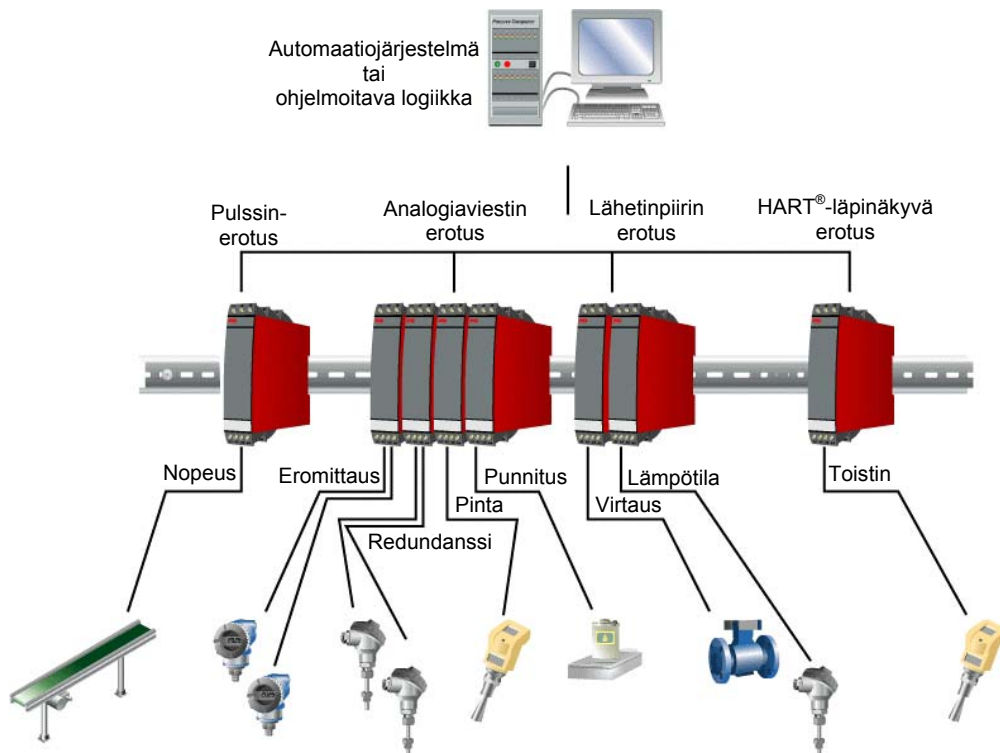 Automaatiojärjestelmä
tai
ohjelmoitava logiikka
Pulssin-
erotus
Analogiaviestin
erotus
Lähetinpiirin
erotus
HART®-läpinäkyvä
erotus
Nopeus
Eromittaus
Redundanssi
Pinta
Punnitus
Virtaus
Lämpötila
Toistin